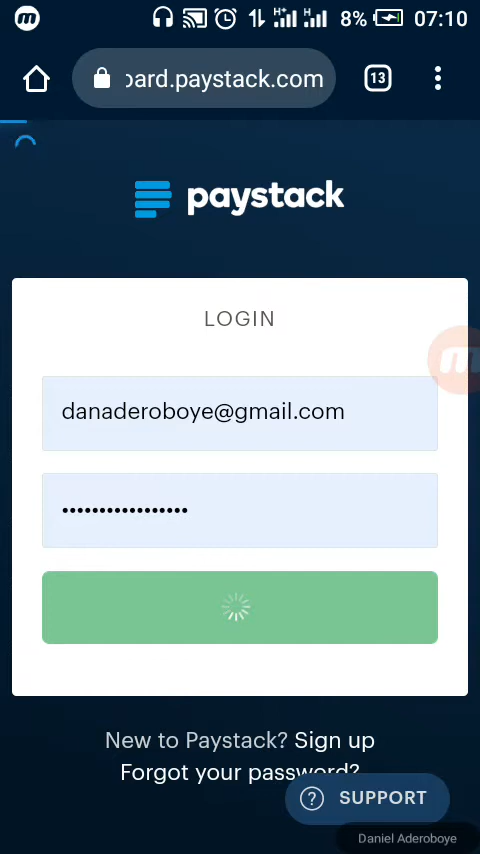 8% 07:10
oard.paystack.com 13
paystack
LOGIN
danaderoboye@gmail.com
•••••••••••••••••
New to Paystack? Sign up
Forgot your password?
? SUPPORT
Daniel Aderoboye